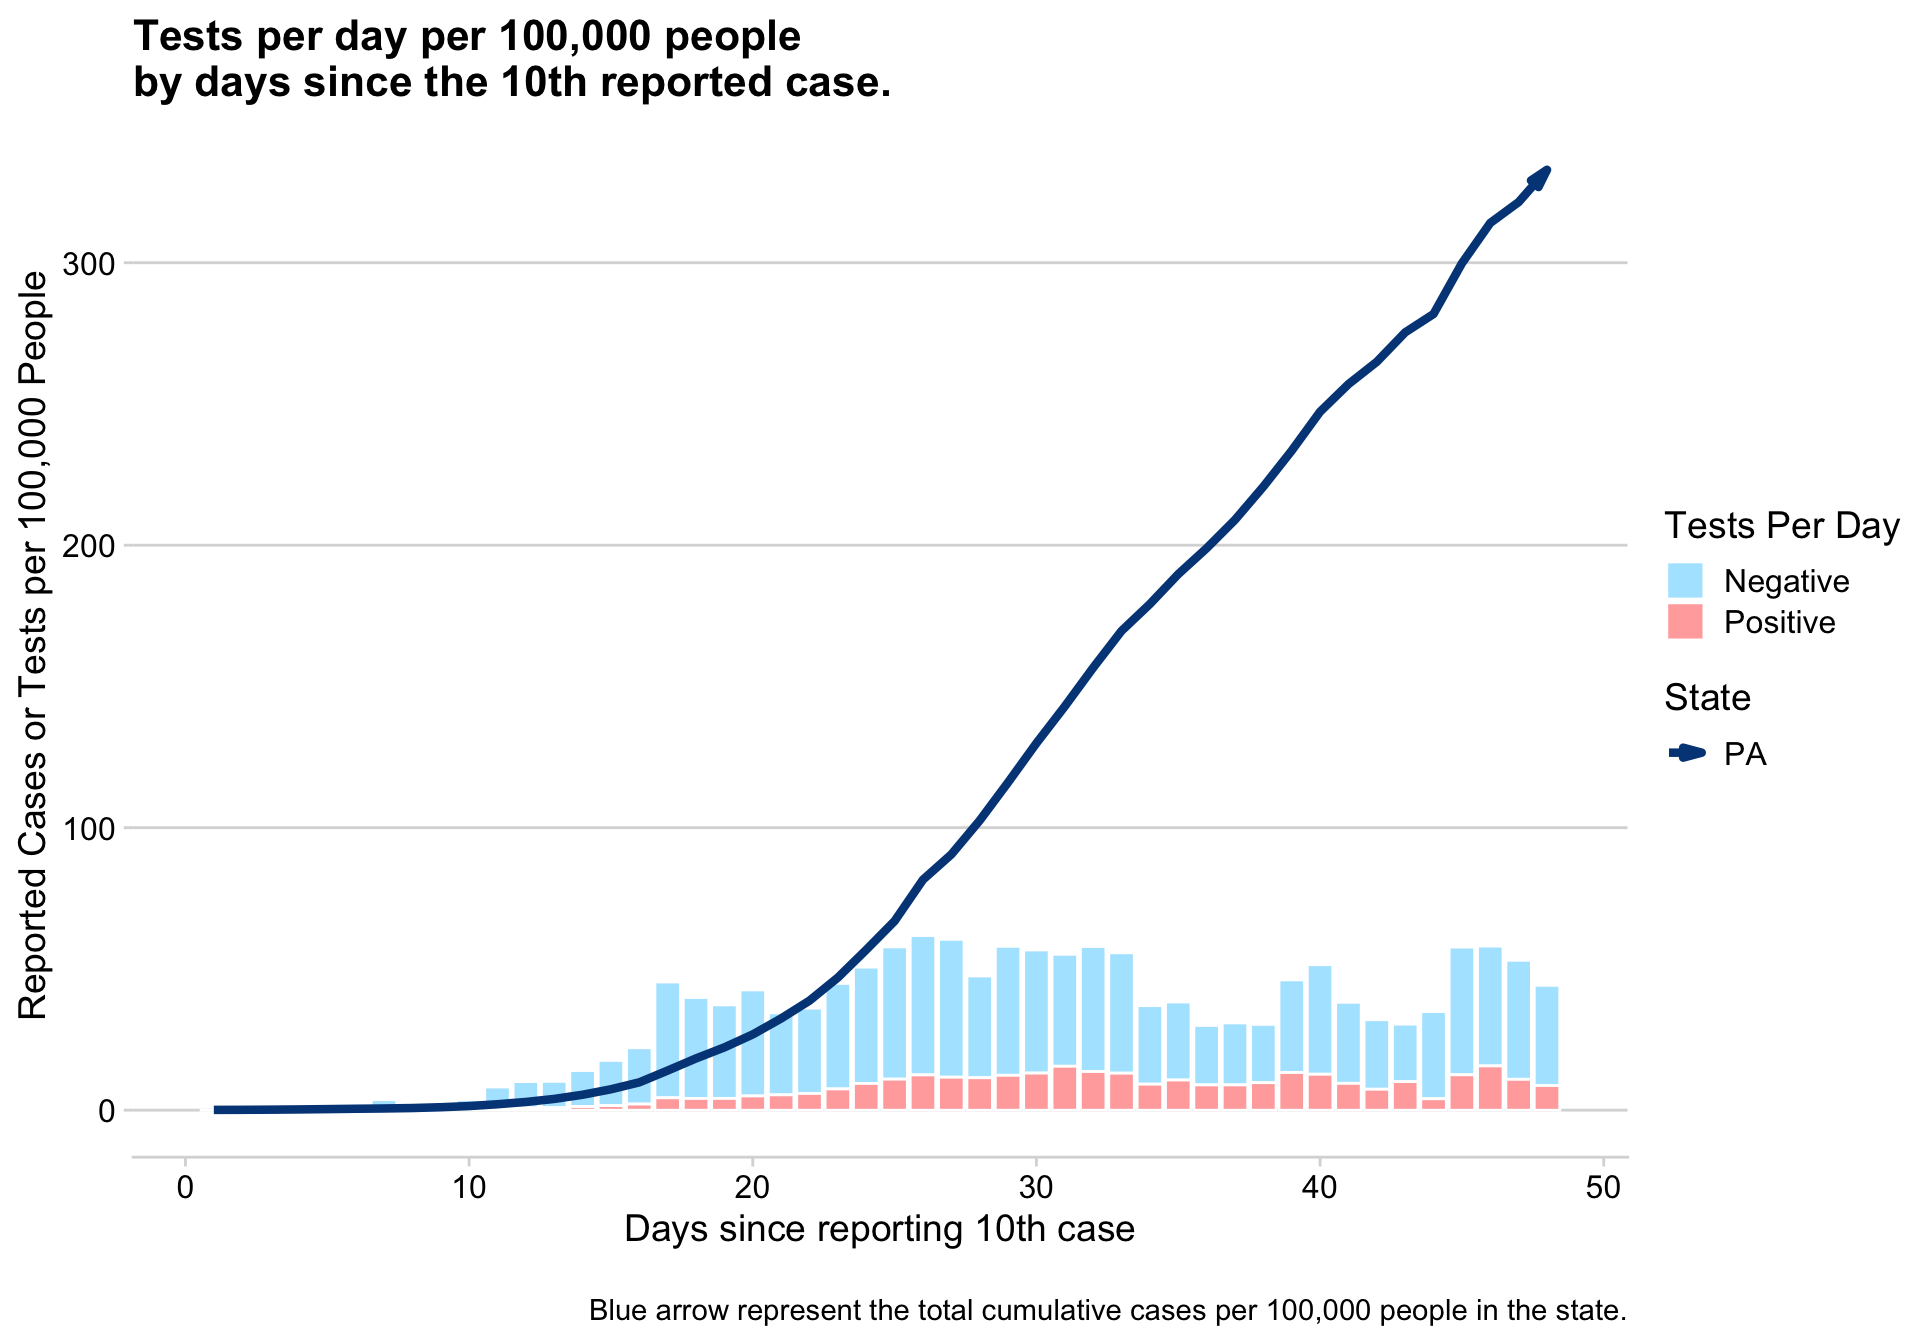 Tests per day per 100,000 people
by days since the 10th reported case.
Reported Cases or Tests per 100,000 People
300
200
100
0
0 10 20 30 40 50
Days since reporting 10th case
Tests Per Day
Negative
Positive
State
PA
Blue arrow represent the total cumulative cases per 100,000 people in the state.